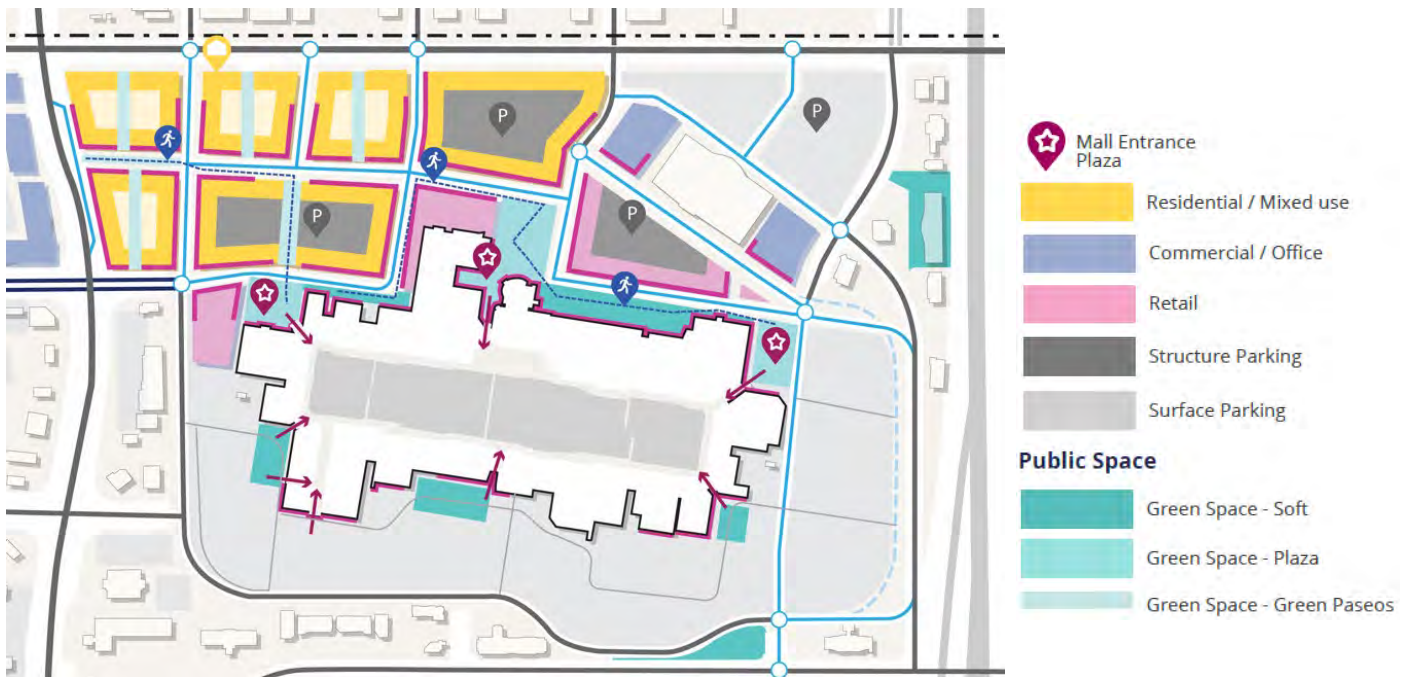 P
P
P
P
Mall Entrance
Plaza
Residential / Mixed use
Commercial / Office
Retail
Structure Parking
Surface Parking
Public Space
Green Space - Soft
Green Space - Plaza
Green Space - Green Paseos